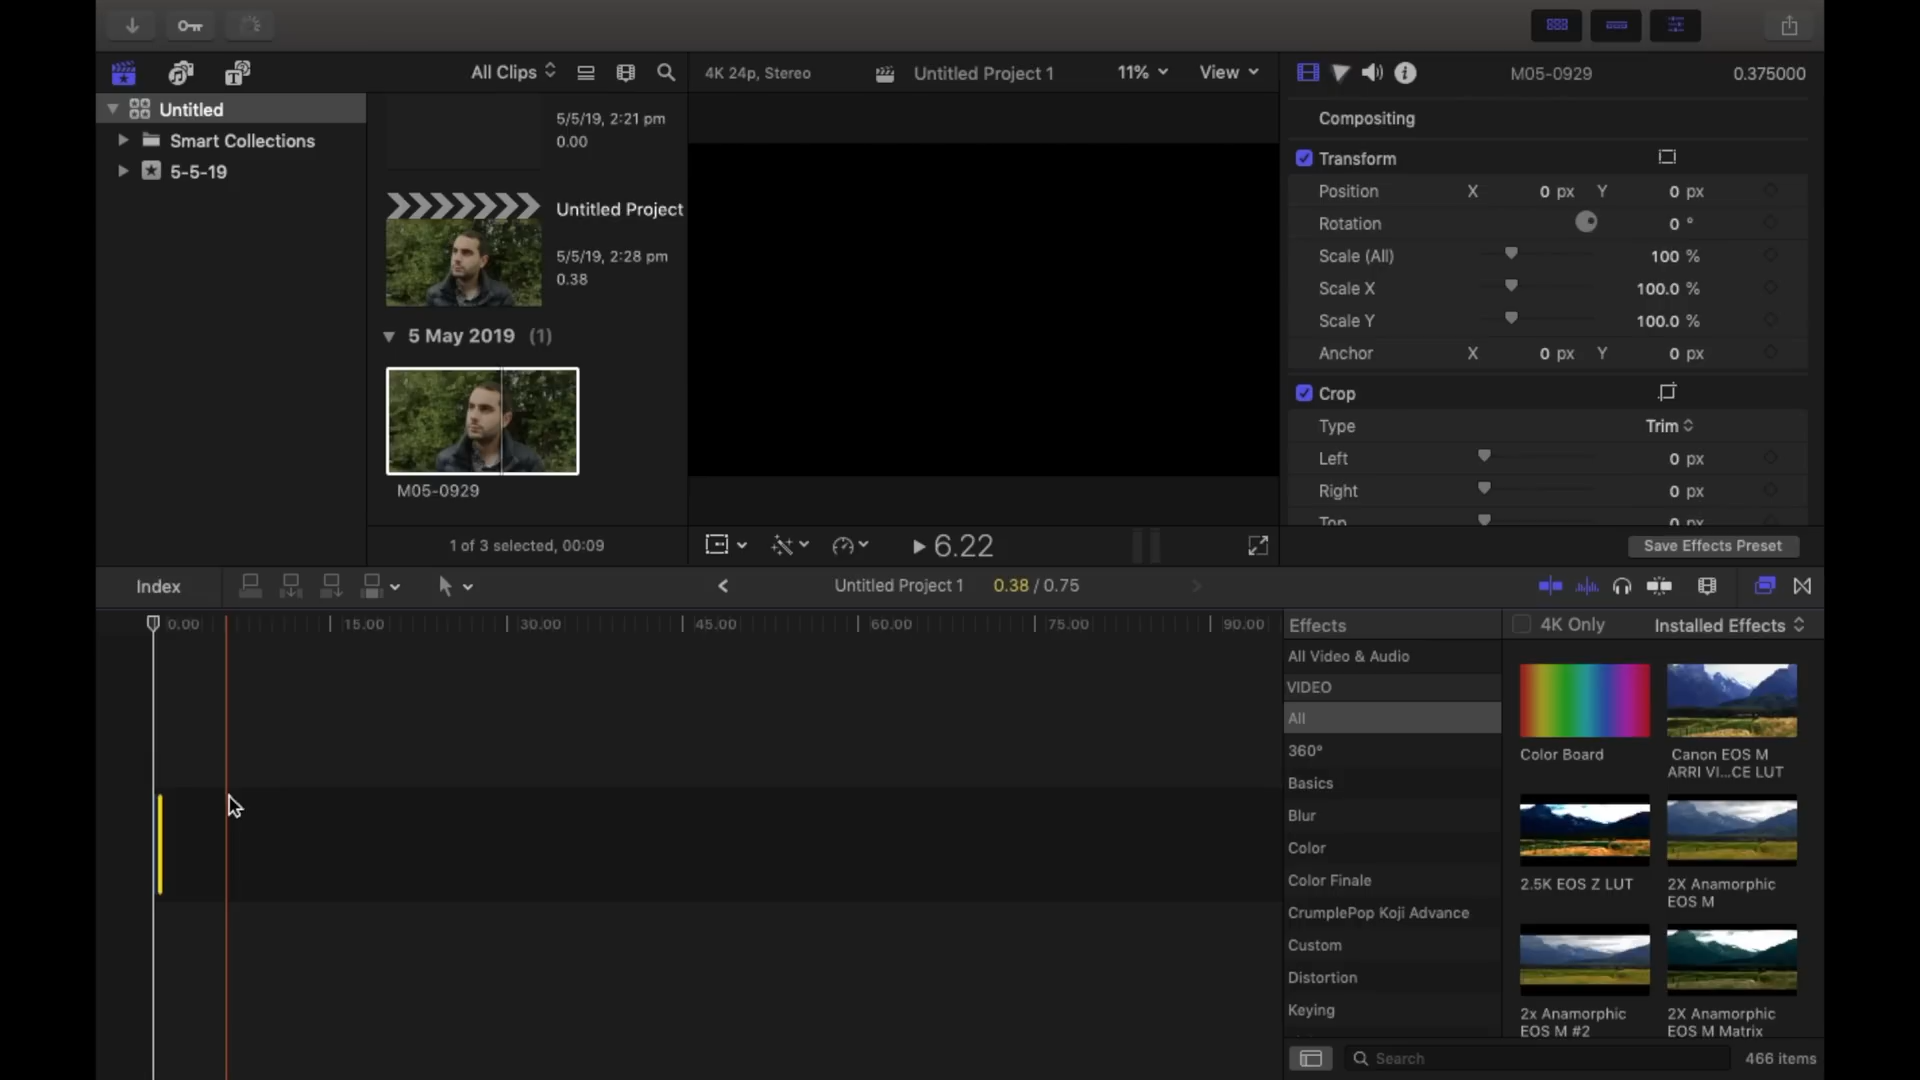 All Clips
4K 24p, Stereo
Untitled Project 1
11%
View
M05-0929
0.375000
Untitled
Smart Collections
5-5-19
5/5/19, 2:21 pm
0.00
Untitled Project
5/5/19, 2:28 pm
0.38
5 May 2019 (1)
M05-0929
1 of 3 selected, 00:09
6.22
Compositing
Transform
Position X 0 px Y 0 px
Rotation 0 °
Scale (All) 100 %
Scale X 100.0 %
Scale Y 100.0 %
Anchor X 0 px Y 0 px
Crop
Type Trim
Left 0 px
Right 0 px
Top 0 px
Save Effects Preset
Index
Untitled Project 1
0.38 / 0.75
0.00 15.00 30.00 45.00 60.00 75.00 90.00
Effects
4K Only
Installed Effects
All Video & Audio
VIDEO
All
360°
Basics
Blur
Color
Color Finale
CrumplePop Koji Advance
Custom
Distortion
Keying
Color Board
Canon EOS M
ARRI VI...CE LUT
2.5K EOS Z LUT
2X Anamorphic
EOS M
2x Anamorphic
EOS M #2
2X Anamorphic
EOS M Matrix
Search
466 items